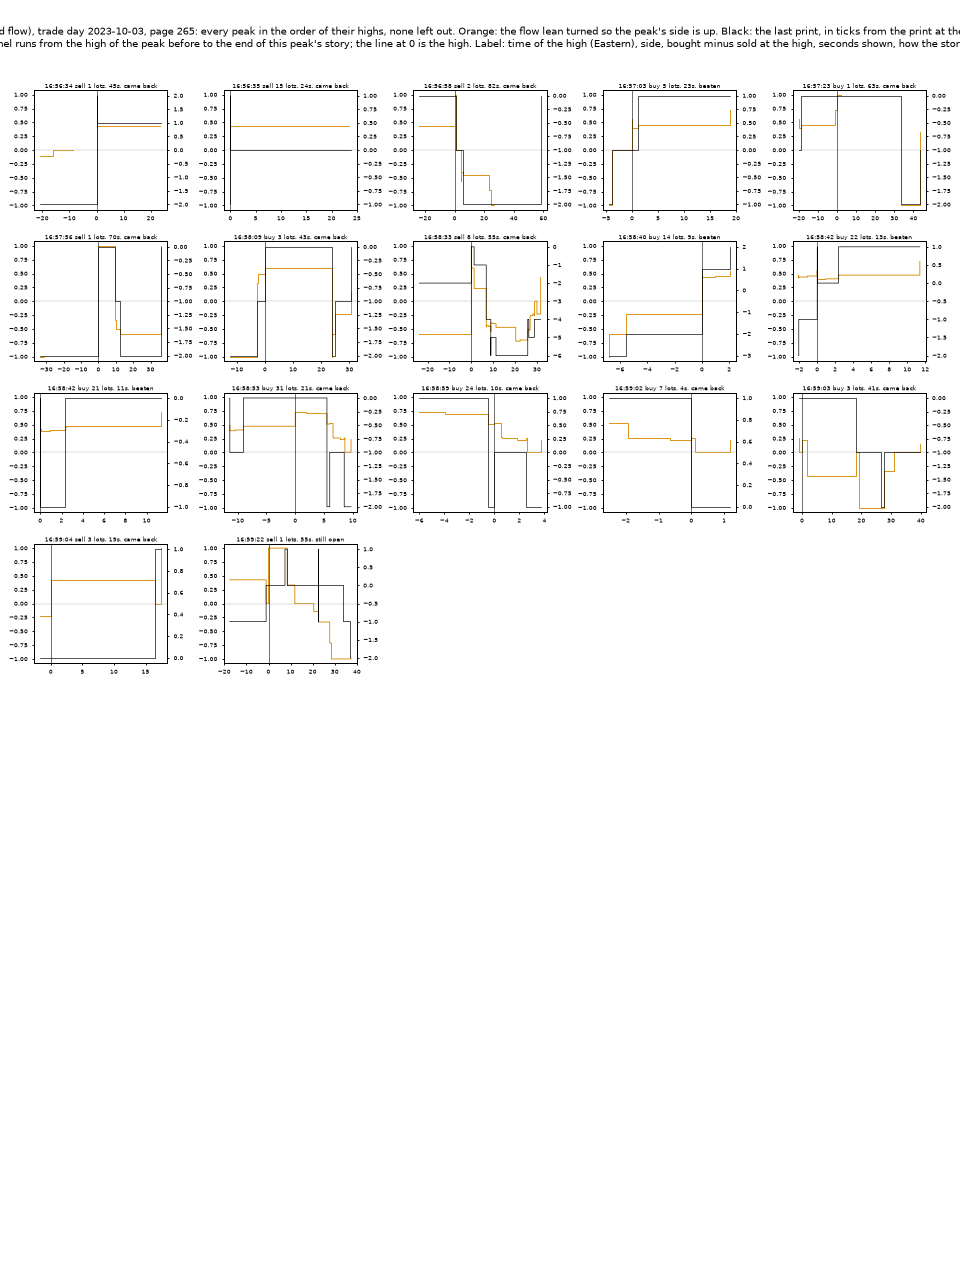 d flow), trade day 2023-10-03, page 265: every peak in the order of their highs, none left out. Orange: the flow lean turned so the peak's side is up. Black: the last print, in ticks from the print at the
nel runs from the high of the peak before to the end of this peak's story; the line at 0 is the high. Label: time of the high (Eastern), side, bought minus sold at the high, seconds shown, how the stor
16:56:34 sell 1 lots. 45s. came back
16:56:35 sell 15 lots. 24s. came back
16:56:58 sell 2 lots. 82s. came back
16:57:03 buy 5 lots. 23s. beaten
16:57:23 buy 1 lots. 63s. came back
16:57:56 sell 1 lots. 70s. came back
16:58:09 buy 3 lots. 43s. came back
16:58:33 sell 8 lots. 55s. came back
16:58:40 buy 14 lots. 9s. beaten
16:58:42 buy 22 lots. 13s. beaten
16:58:42 buy 21 lots. 11s. beaten
16:58:53 buy 31 lots. 21s. came back
16:58:59 buy 24 lots. 10s. came back
16:59:02 buy 7 lots. 4s. came back
16:59:03 buy 3 lots. 41s. came back
16:59:04 sell 3 lots. 19s. came back
16:59:22 sell 1 lots. 55s. still open